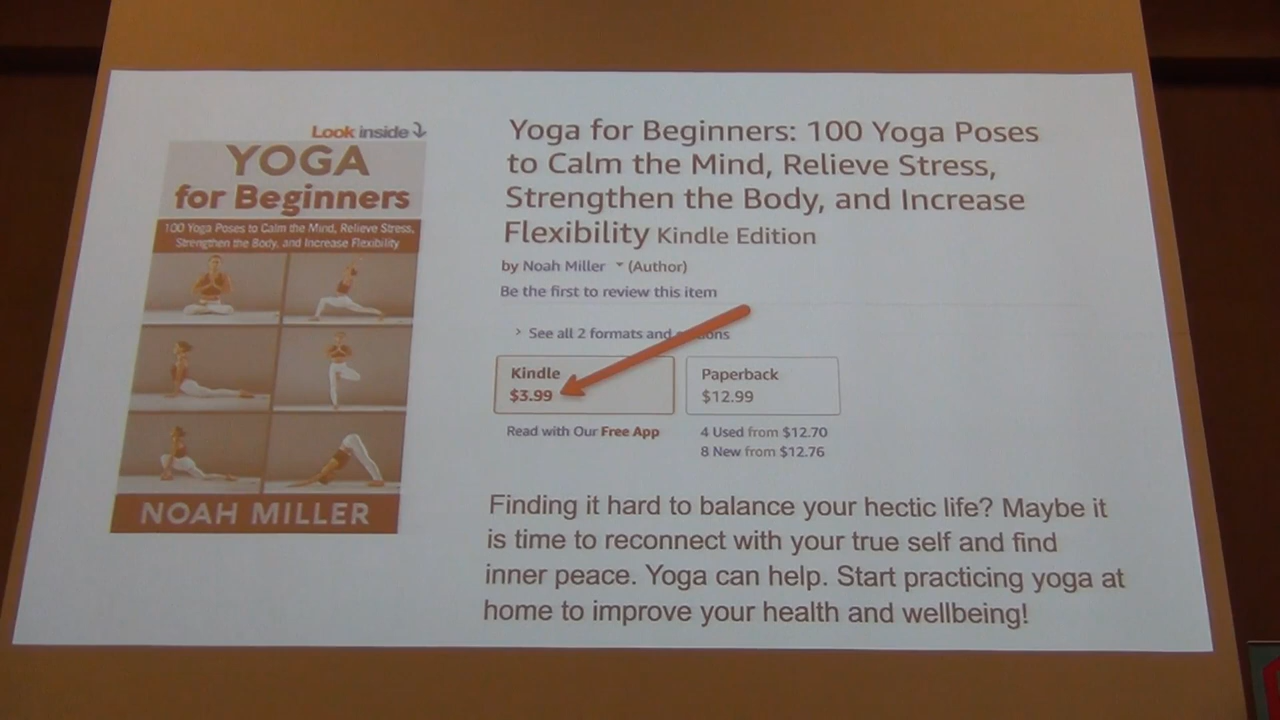 Look inside
YOGA
for Beginners
100 Yoga Poses to Calm the Mind, Relieve Stress,
Strengthen the Body, and Increase Flexibility
NOAH MILLER
Yoga for Beginners: 100 Yoga Poses
to Calm the Mind, Relieve Stress,
Strengthen the Body, and Increase
Flexibility Kindle Edition
by Noah Miller (Author)
Be the first to review this item
› See all 2 formats and
Kindle
$3.99
Read with Our Free App
Paperback
$12.99
4 Used from $12.70
8 New from $12.76
Finding it hard to balance your hectic life? Maybe it
is time to reconnect with your true self and find
inner peace. Yoga can help. Start practicing yoga at
home to improve your health and wellbeing!